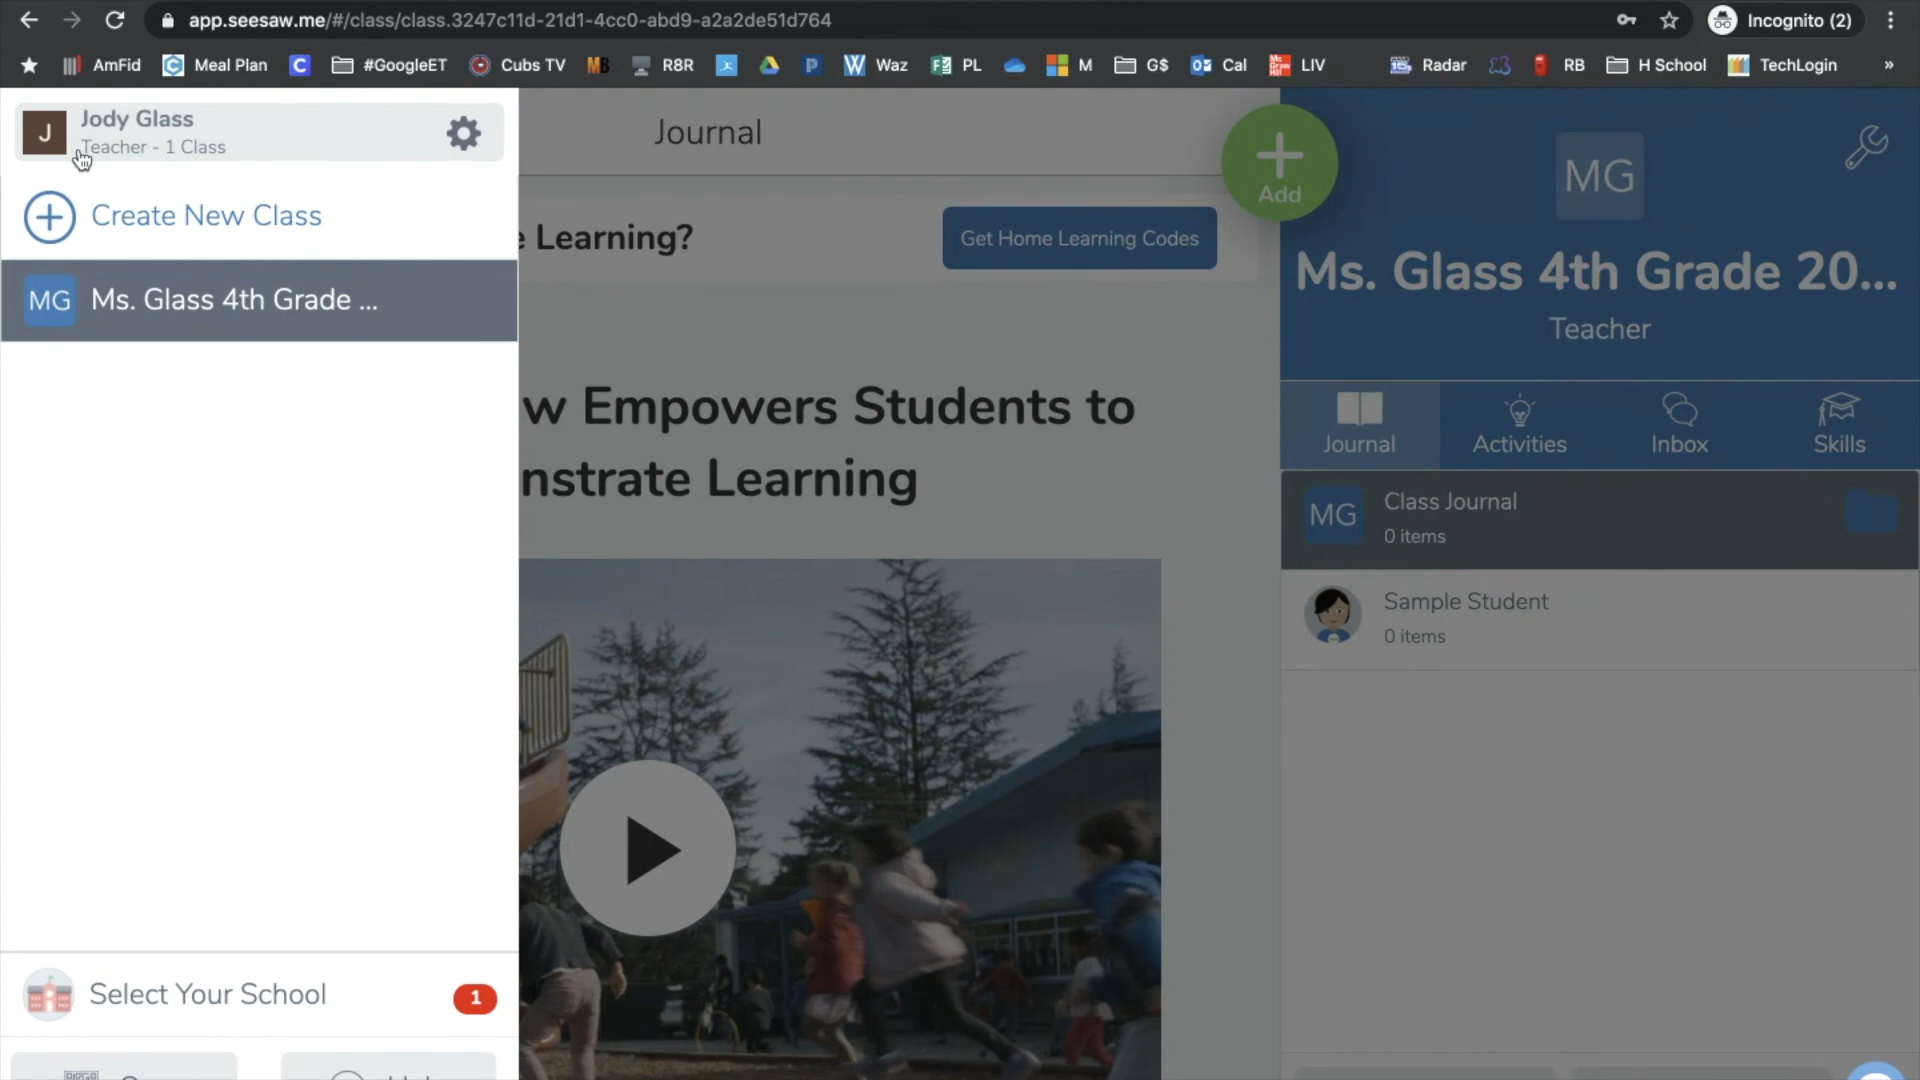 app.seesaw.me/#/class/class.3247c11d-21d1-4cc0-abd9-a2a2de51d764
Incognito (2)
AmFid
Meal Plan
C
#GoogleET
Cubs TV
MB
R8R
P
Waz
PL
M
G$
Cal
LIV
Radar
RB
H School
TechLogin
»
J
Jody Glass
Teacher - 1 Class
Create New Class
MG
Ms. Glass 4th Grade ...
Select Your School
1
Journal
Add
e Learning?
Get Home Learning Codes
w Empowers Students to
nstrate Learning
MG
Ms. Glass 4th Grade 20...
Teacher
Journal
Activities
Inbox
Skills
MG
Class Journal
0 items
Sample Student
0 items